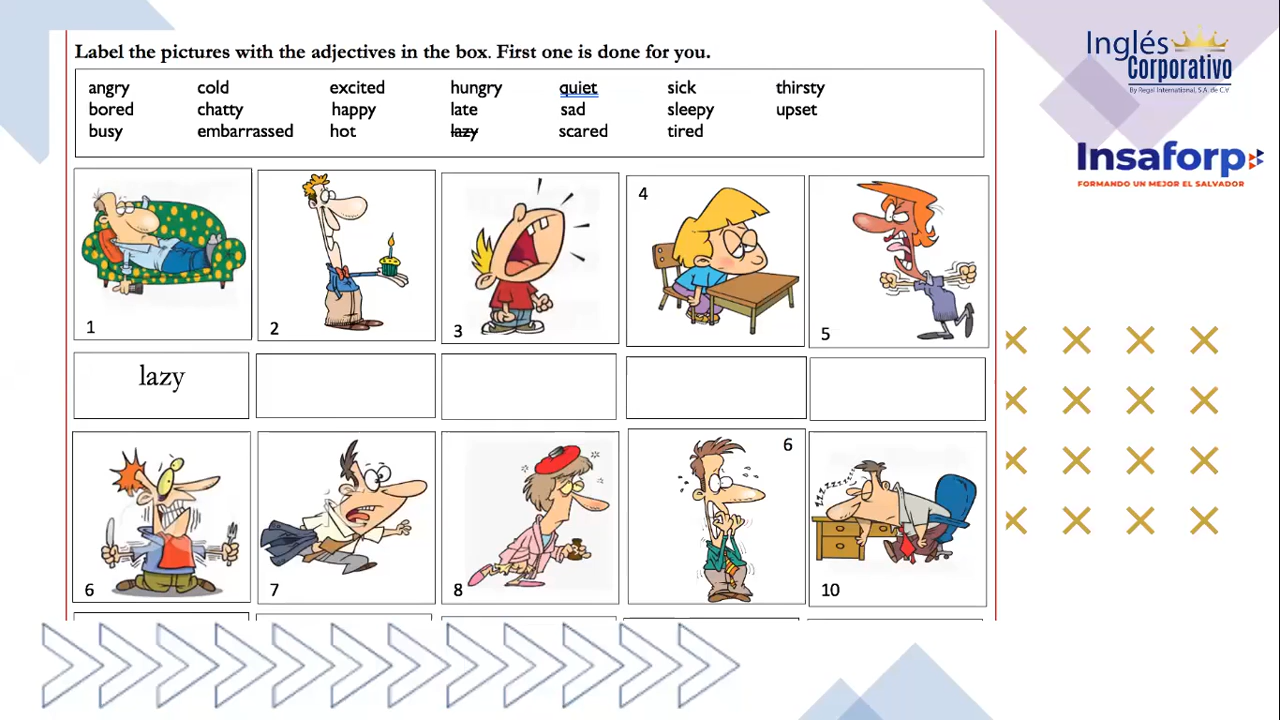 Label the pictures with the adjectives in the box. First one is done for you.
angry cold excited hungry quiet sick thirsty
bored chatty happy late sad sleepy upset
busy embarrassed hot lazy scared tired
Inglés
Corporativo
By Regal International, S.A. de C.V
Insaforp
FORMANDO UN MEJOR EL SALVADOR
1
2
3
4
5
lazy
6
7
8
6
zzzzzzzzz
10